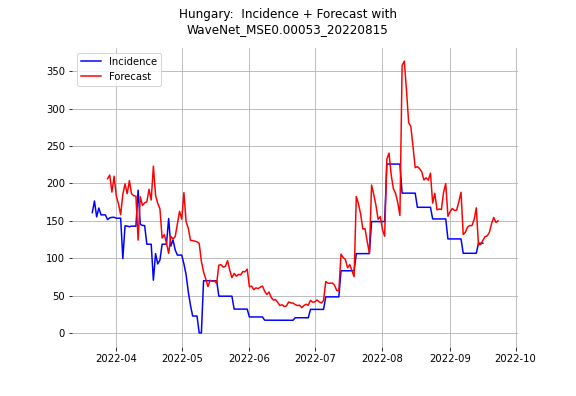 Hungary:  Incidence + Forecast with
WaveNet_MSE0.00053_20220815
Incidence
Forecast
350
300
250
200
150
100
50
0
2022-04 2022-05 2022-06 2022-07 2022-08 2022-09 2022-10